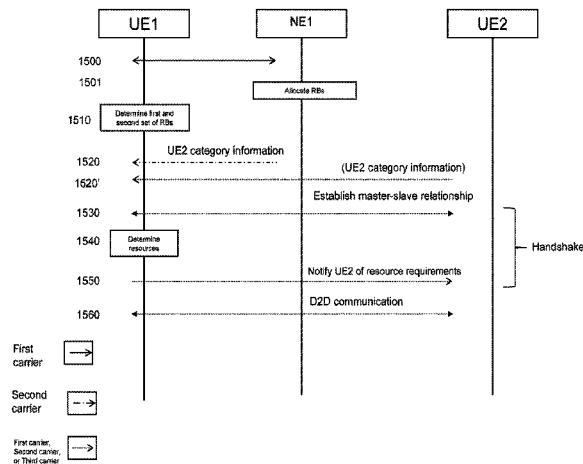 UE1
NE1
UE2
1500
1501
Allocate RBs
1510
Determine first and
second set of RBs
1520
UE2 category information
1520'
(UE2 category information)
Establish master-slave relationship
1530
1540
Determine
resources
Handshake
1550
Notify UE2 of resource requirements
D2D communication
1560
First
carrier
Second
carrier
First carrier,
Second carrier,
or Third carrier